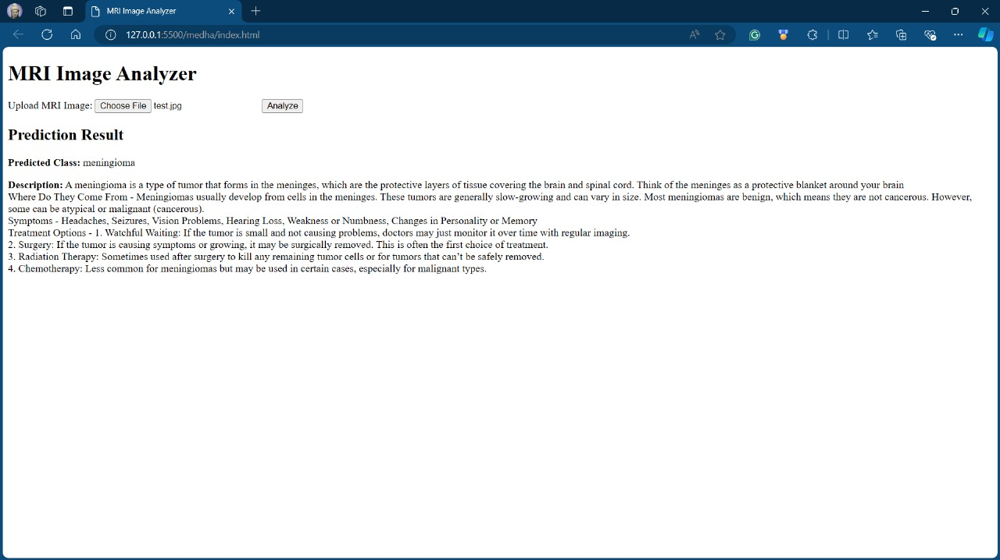 MRI Image Analyzer
127.0.0.1:5500/medha/index.html
MRI Image Analyzer
Upload MRI Image: Choose File test.jpg Analyze
Prediction Result
Predicted Class: meningioma
Description: A meningioma is a type of tumor that forms in the meninges, which are the protective layers of tissue covering the brain and spinal cord. Think of the meninges as a protective blanket around your brain
Where Do They Come From - Meningiomas usually develop from cells in the meninges. These tumors are generally slow-growing and can vary in size. Most meningiomas are benign, which means they are not cancerous. However,
some can be atypical or malignant (cancerous).
Symptoms - Headaches, Seizures, Vision Problems, Hearing Loss, Weakness or Numbness, Changes in Personality or Memory
Treatment Options - 1. Watchful Waiting: If the tumor is small and not causing problems, doctors may just monitor it over time with regular imaging.
2. Surgery: If the tumor is causing symptoms or growing, it may be surgically removed. This is often the first choice of treatment.
3. Radiation Therapy: Sometimes used after surgery to kill any remaining tumor cells or for tumors that can’t be safely removed.
4. Chemotherapy: Less common for meningiomas but may be used in certain cases, especially for malignant types.